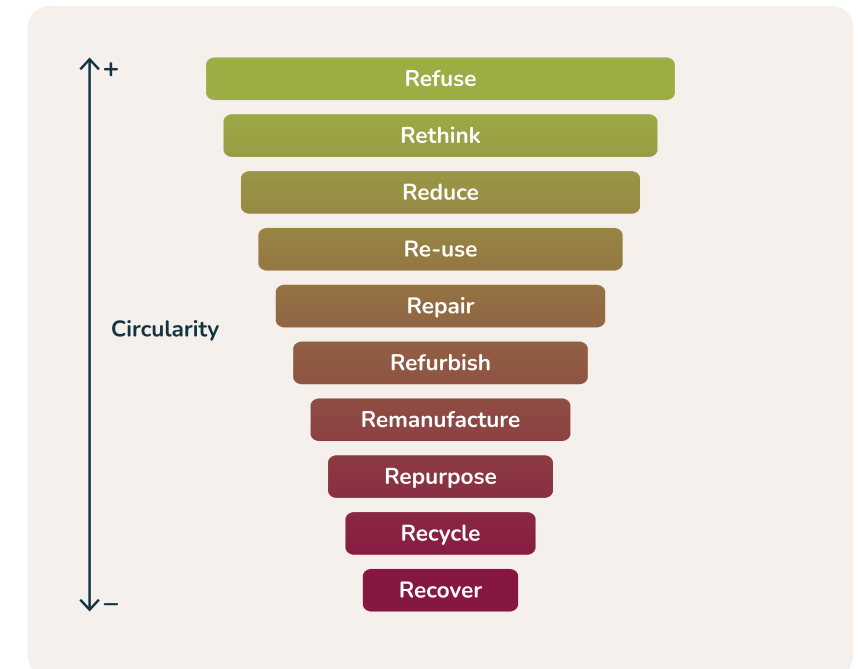 +
Refuse
Rethink
Reduce
Re-use
Repair
Circularity
Refurbish
Remanufacture
Repurpose
Recycle
Recover
–